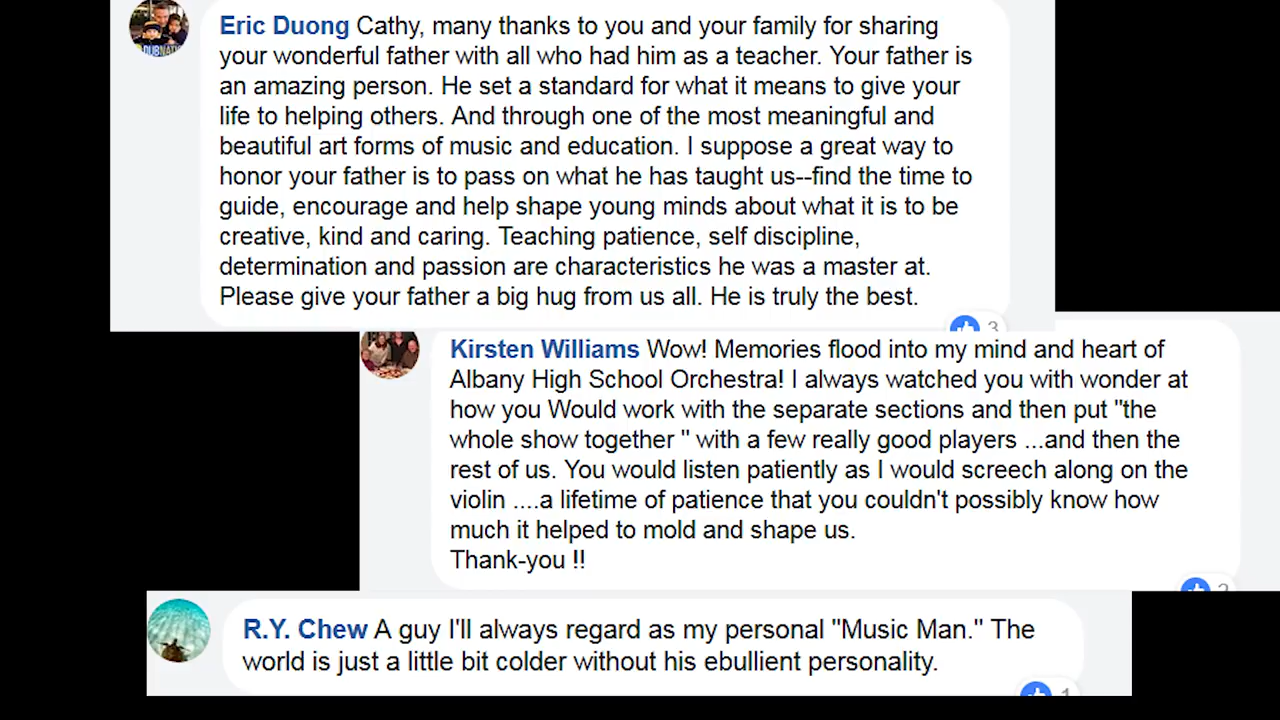 Eric Duong Cathy, many thanks to you and your family for sharing
your wonderful father with all who had him as a teacher. Your father is
an amazing person. He set a standard for what it means to give your
life to helping others. And through one of the most meaningful and
beautiful art forms of music and education. I suppose a great way to
honor your father is to pass on what he has taught us--find the time to
guide, encourage and help shape young minds about what it is to be
creative, kind and caring. Teaching patience, self discipline,
determination and passion are characteristics he was a master at.
Please give your father a big hug from us all. He is truly the best.
3
Kirsten Williams Wow! Memories flood into my mind and heart of
Albany High School Orchestra! I always watched you with wonder at
how you Would work with the separate sections and then put "the
whole show together " with a few really good players ...and then the
rest of us. You would listen patiently as I would screech along on the
violin ....a lifetime of patience that you couldn't possibly know how
much it helped to mold and shape us.
Thank-you !!
R.Y. Chew A guy I'll always regard as my personal "Music Man." The
world is just a little bit colder without his ebullient personality.